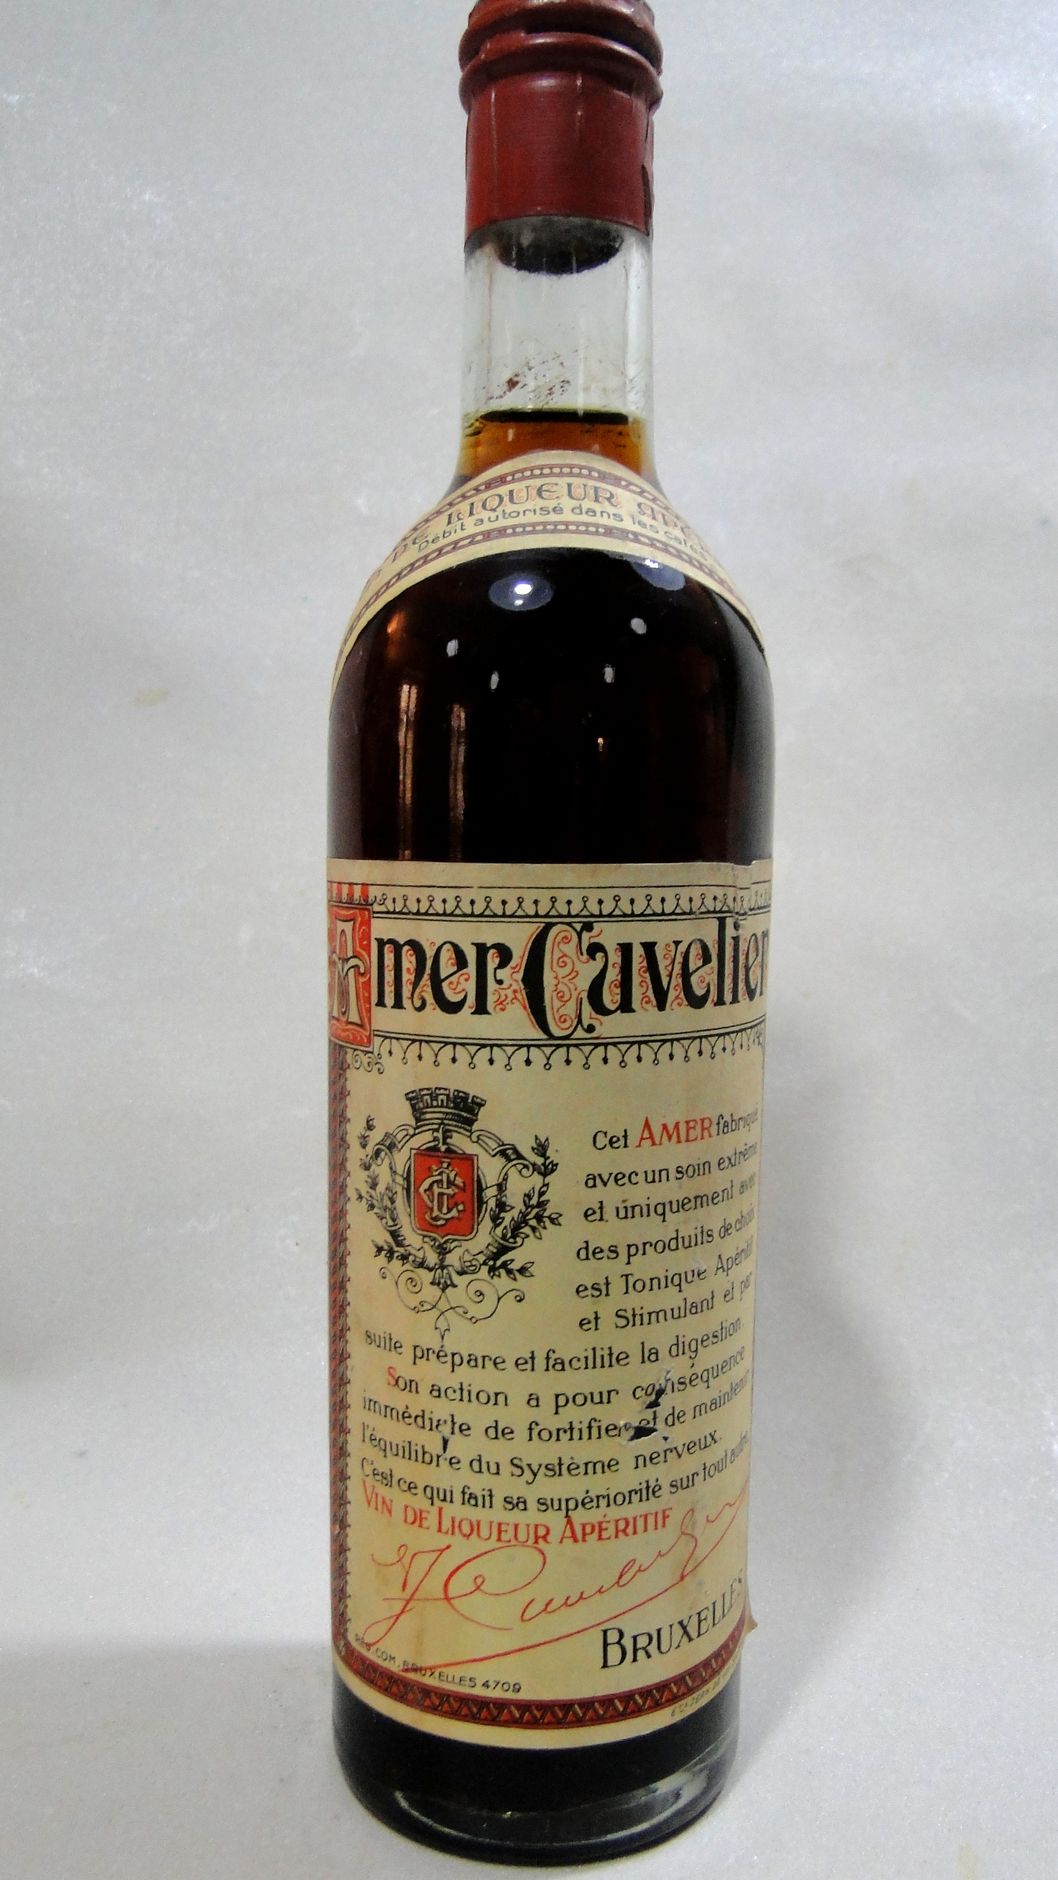 DE LIQUEUR
Débit autorisé dans les cafés
Amer Cuvelier
Cet AMER fabriqué
avec un soin extrême
et uniquement avec
des produits de choix
est Tonique Apéritif
et Stimulant et par
suite prépare et facilite la digestion.
Son action a pour conséquence
immédiate de fortifier et de maintenir
l'équilibre du Système nerveux.
C'est ce qui fait sa supériorité sur tout autre
VIN DE LIQUEUR APÉRITIF
BRUXELLES
REG. COM. BRUXELLES 4709